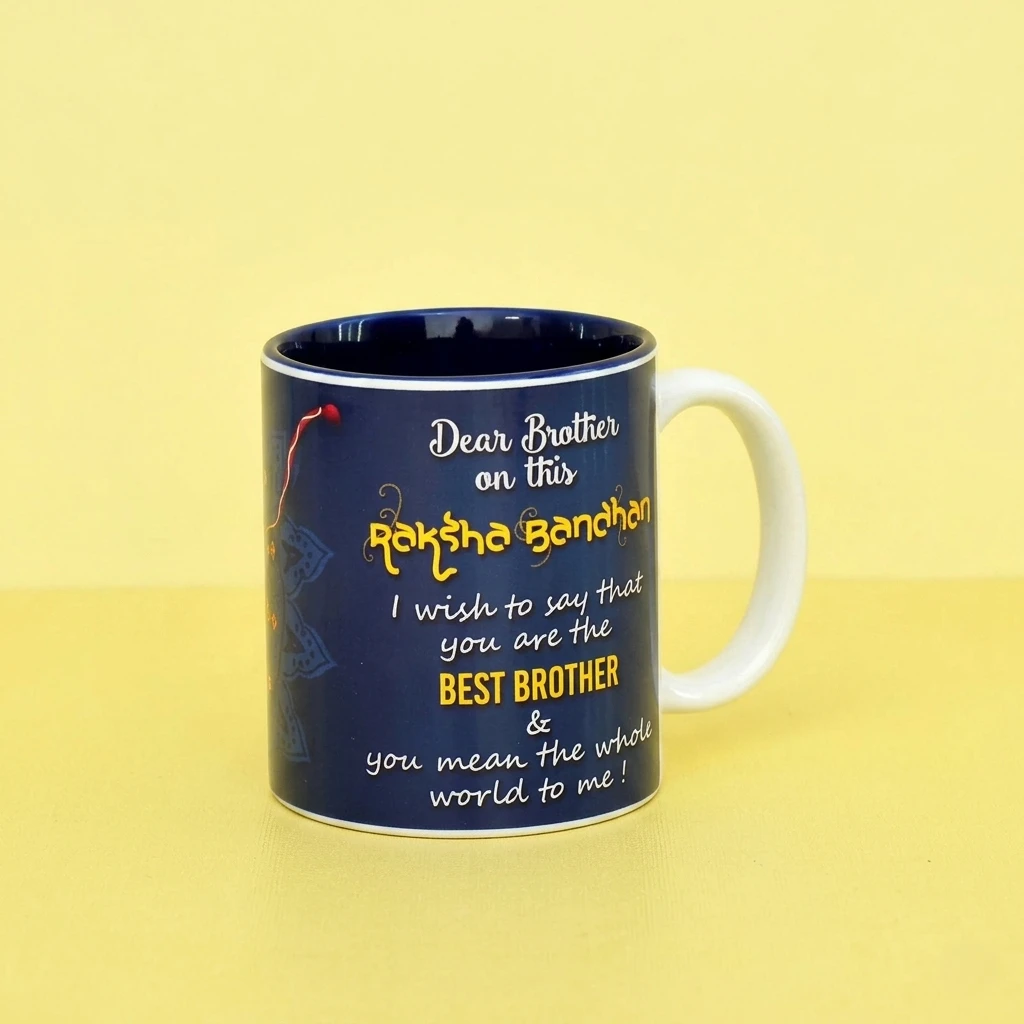 Dear Brother
on this
Raksha Bandhan
I wish to say that
you are the
BEST BROTHER
&
you mean the whole
world to me !